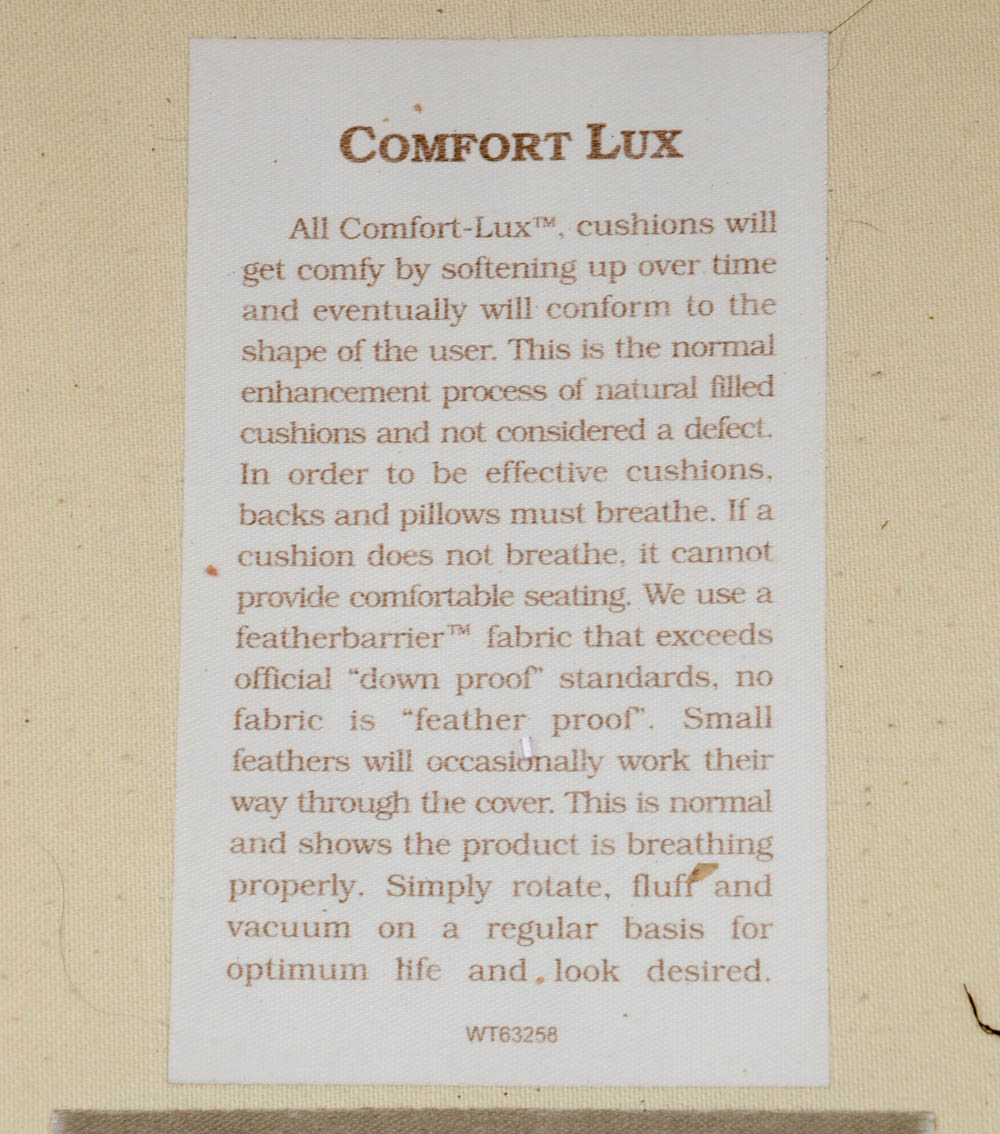 COMFORT LUX
All Comfort-Lux™, cushions will
get comfy by softening up over time
and eventually will conform to the
shape of the user. This is the normal
enhancement process of natural filled
cushions and not considered a defect.
In order to be effective cushions,
backs and pillows must breathe. If a
cushion does not breathe, it cannot
provide comfortable seating. We use a
featherbarrier™ fabric that exceeds
official “down proof” standards, no
fabric is “feather proof”. Small
feathers will occasionally work their
way through the cover. This is normal
and shows the product is breathing
properly. Simply rotate, fluff and
vacuum on a regular basis for
optimum life and look desired.
WT63258